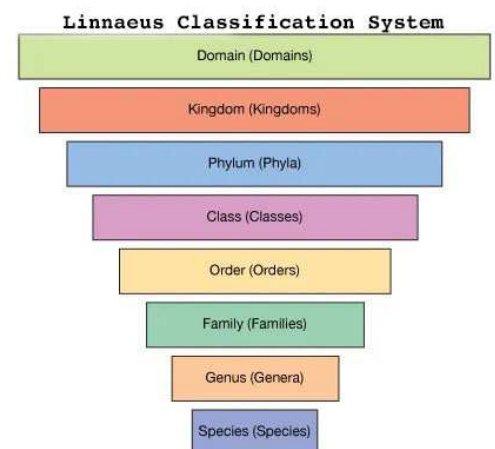 Linnaeus Classification System
Domain (Domains)
Kingdom (Kingdoms)
Phylum (Phyla)
Class (Classes)
Order (Orders)
Family (Families)
Genus (Genera)
Species (Species)